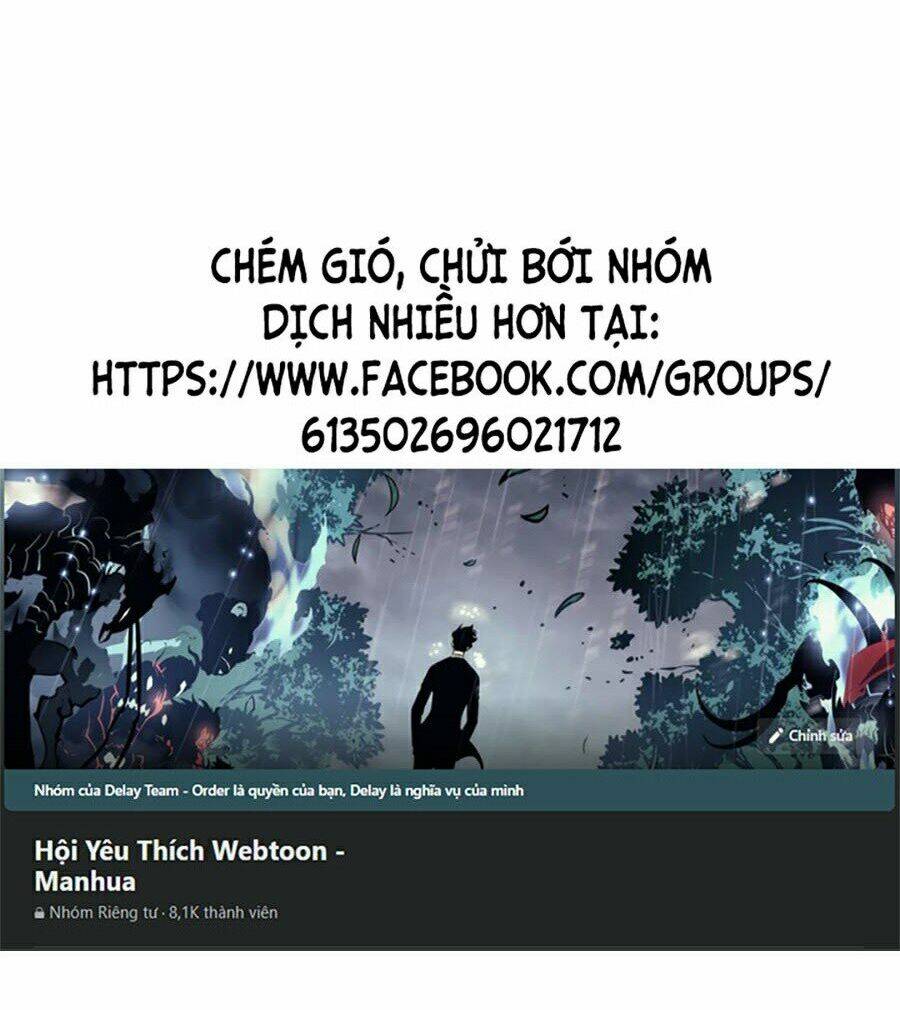 CHÉM GIÓ, CHỬI BỚI NHÓM
DỊCH NHIỀU HƠN TẠI:
HTTPS://WWW.FACEBOOK.COM/GROUPS/
613502696021712
Chỉnh sửa
Nhóm của Delay Team - Order là quyền của bạn, Delay là nghĩa vụ của mình
Hội Yêu Thích Webtoon -
Manhua
Nhóm Riêng tư · 8,1K thành viên